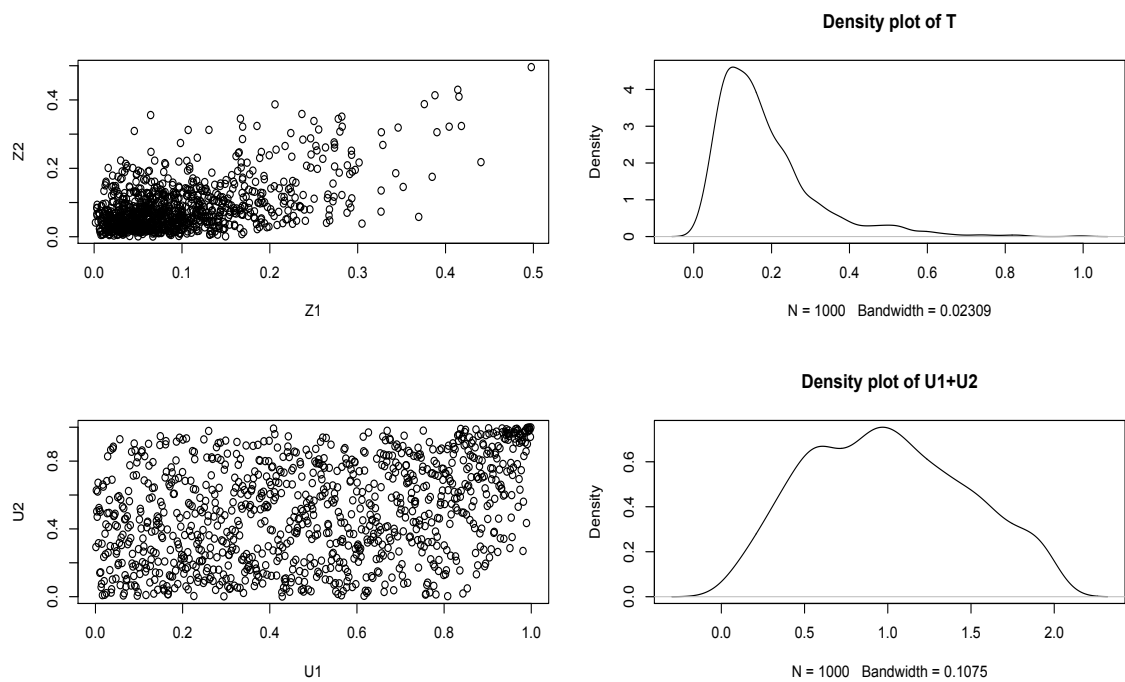 Z2
0.0 0.2 0.4
0.0 0.1 0.2 0.3 0.4 0.5
Z1
Density plot of T
Density
0 1 2 3 4
0.0 0.2 0.4 0.6 0.8 1.0
N = 1000 Bandwidth = 0.02309
U2
0.0 0.4 0.8
0.0 0.2 0.4 0.6 0.8 1.0
U1
Density plot of U1+U2
Density
0.0 0.2 0.4 0.6
0.0 0.5 1.0 1.5 2.0
N = 1000 Bandwidth = 0.1075